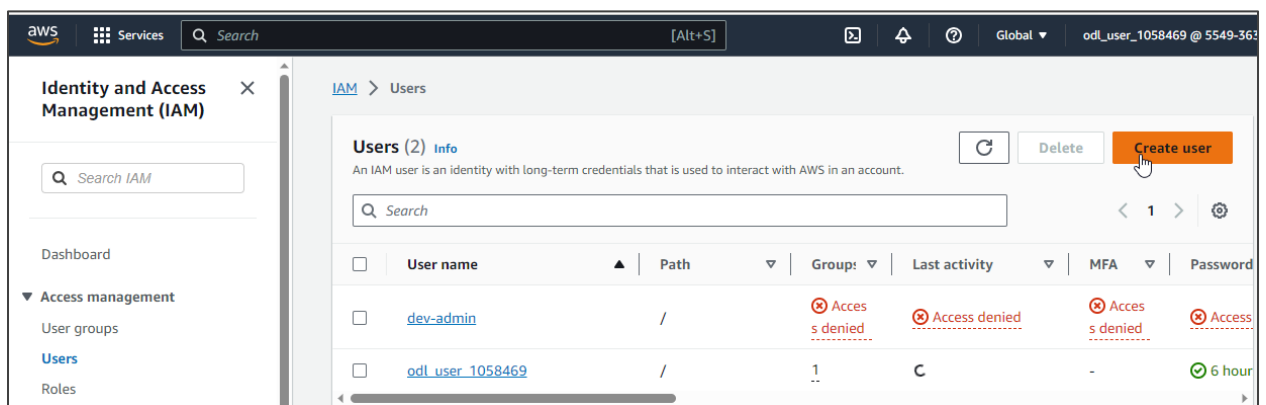 aws Services Search [Alt+S] Global ▼ odl_user_1058469 @ 5549-363
Identity and Access
Management (IAM)
Search IAM
Dashboard
Access management
User groups
Users
Roles
IAM > Users
Users (2) Info
Delete
Create user
An IAM user is an identity with long-term credentials that is used to interact with AWS in an account.
Search
1
User name Path Groups Last activity MFA Password
dev-admin / Acces Access denied Acces Access
s denied s denied
odl_user_1058469 / 1 - 6 hour